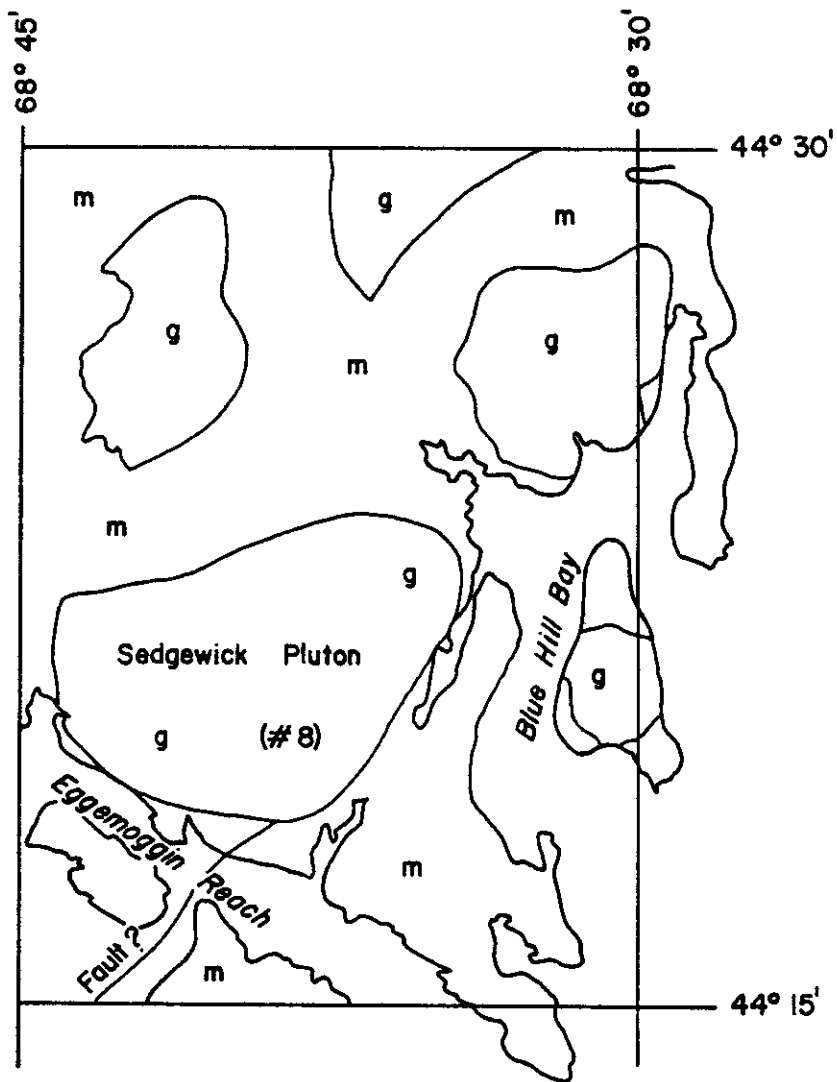 68° 45'
68° 30'
44° 30'
m
g
m
g
g
m
m
g
Sedgewick Pluton
g
(#8)
Blue Hill Bay
g
Eggemoggin
Reach
m
Fault?
m
44° 15'